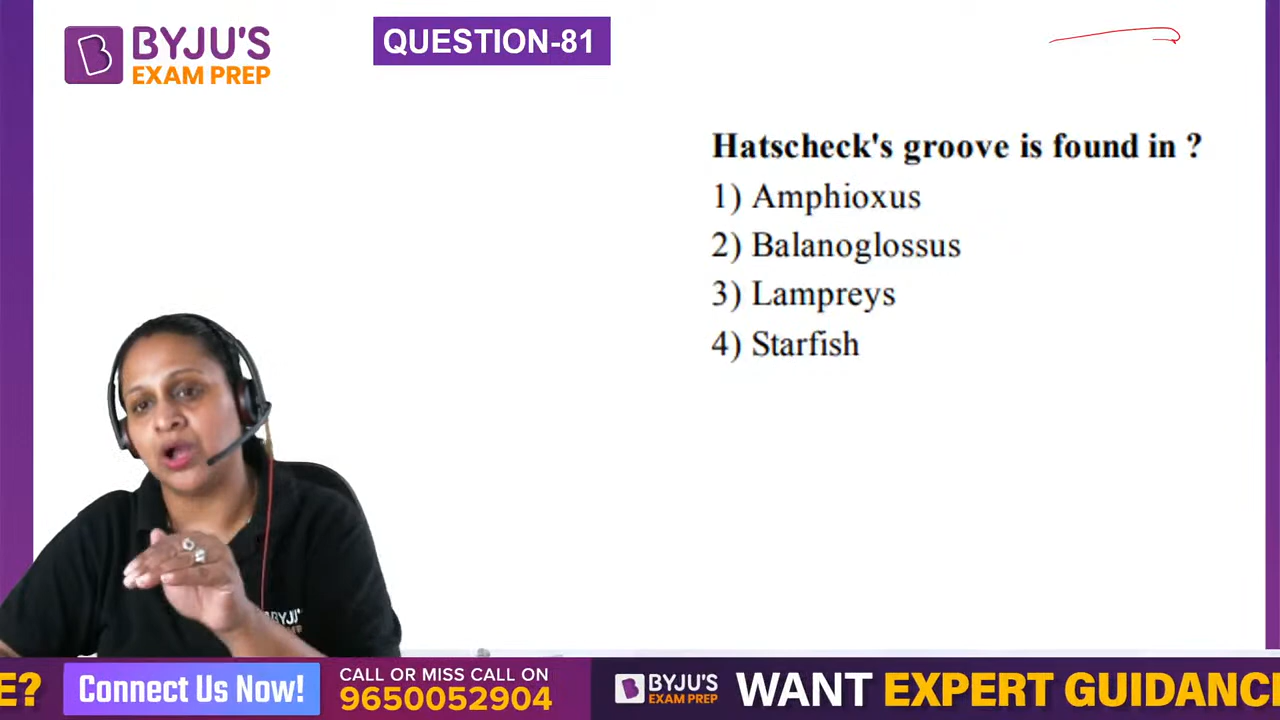 BYJU'S
EXAM PREP
QUESTION-81
Hatscheck's groove is found in ?
1) Amphioxus
2) Balanoglossus
3) Lampreys
4) Starfish
BYJU'
E?
Connect Us Now!
CALL OR MISS CALL ON
9650052904
BYJU'S
EXAM PREP
WANT EXPERT GUIDANC